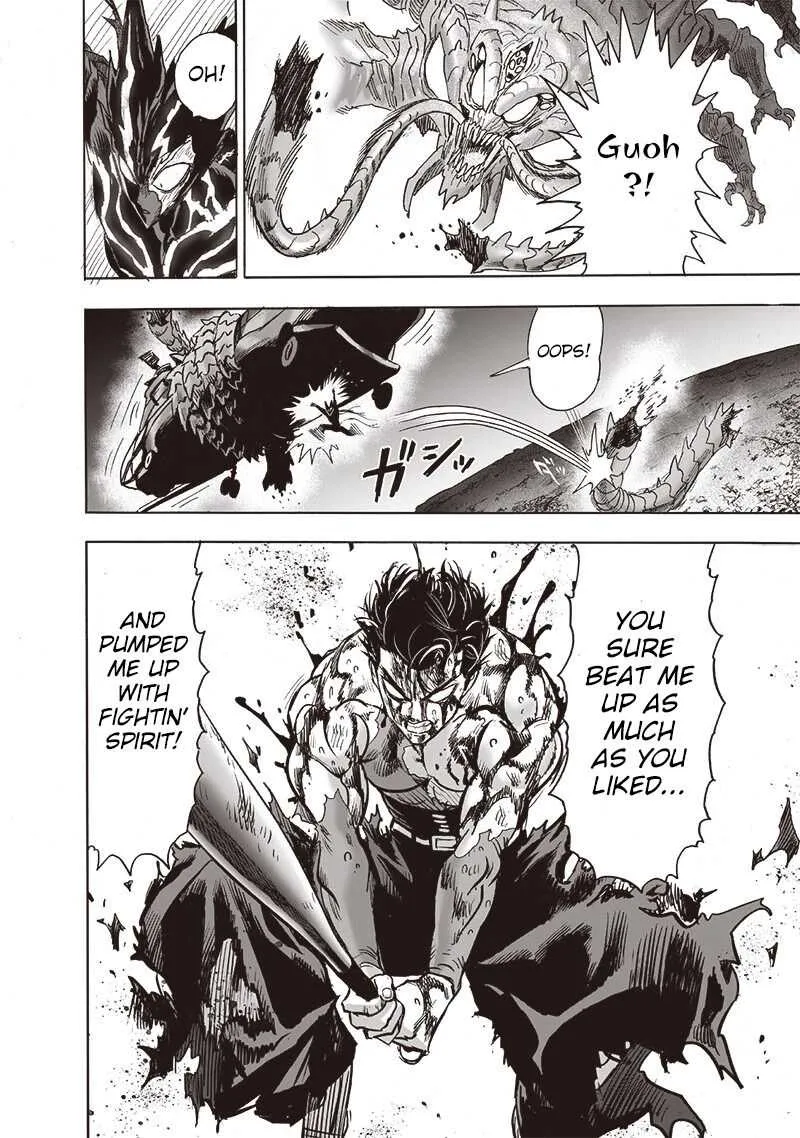 Guoh
?!
OH!
OOPS!
ダッ
ガシッ
YOU
SURE
BEAT ME
UP AS
MUCH
AS YOU
LIKED...
AND
PUMPED
ME UP
WITH
FIGHTIN'
SPIRIT!